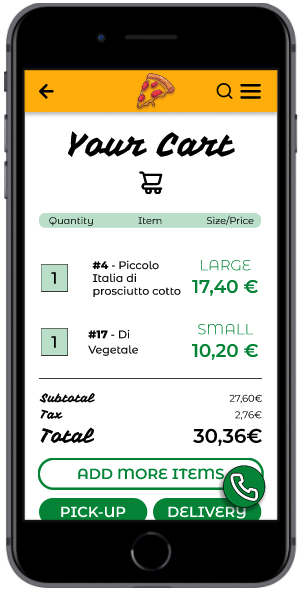 Your Cart
Quantity Item Size/Price
1 #4 - Piccolo Italia di prosciutto cotto LARGE 17,40 €
1 #17 - Di Vegetale SMALL 10,20 €
Subtotal 27,60€
Tax 2,76€
Total 30,36€
ADD MORE ITEMS
PICK-UP DELIVERY